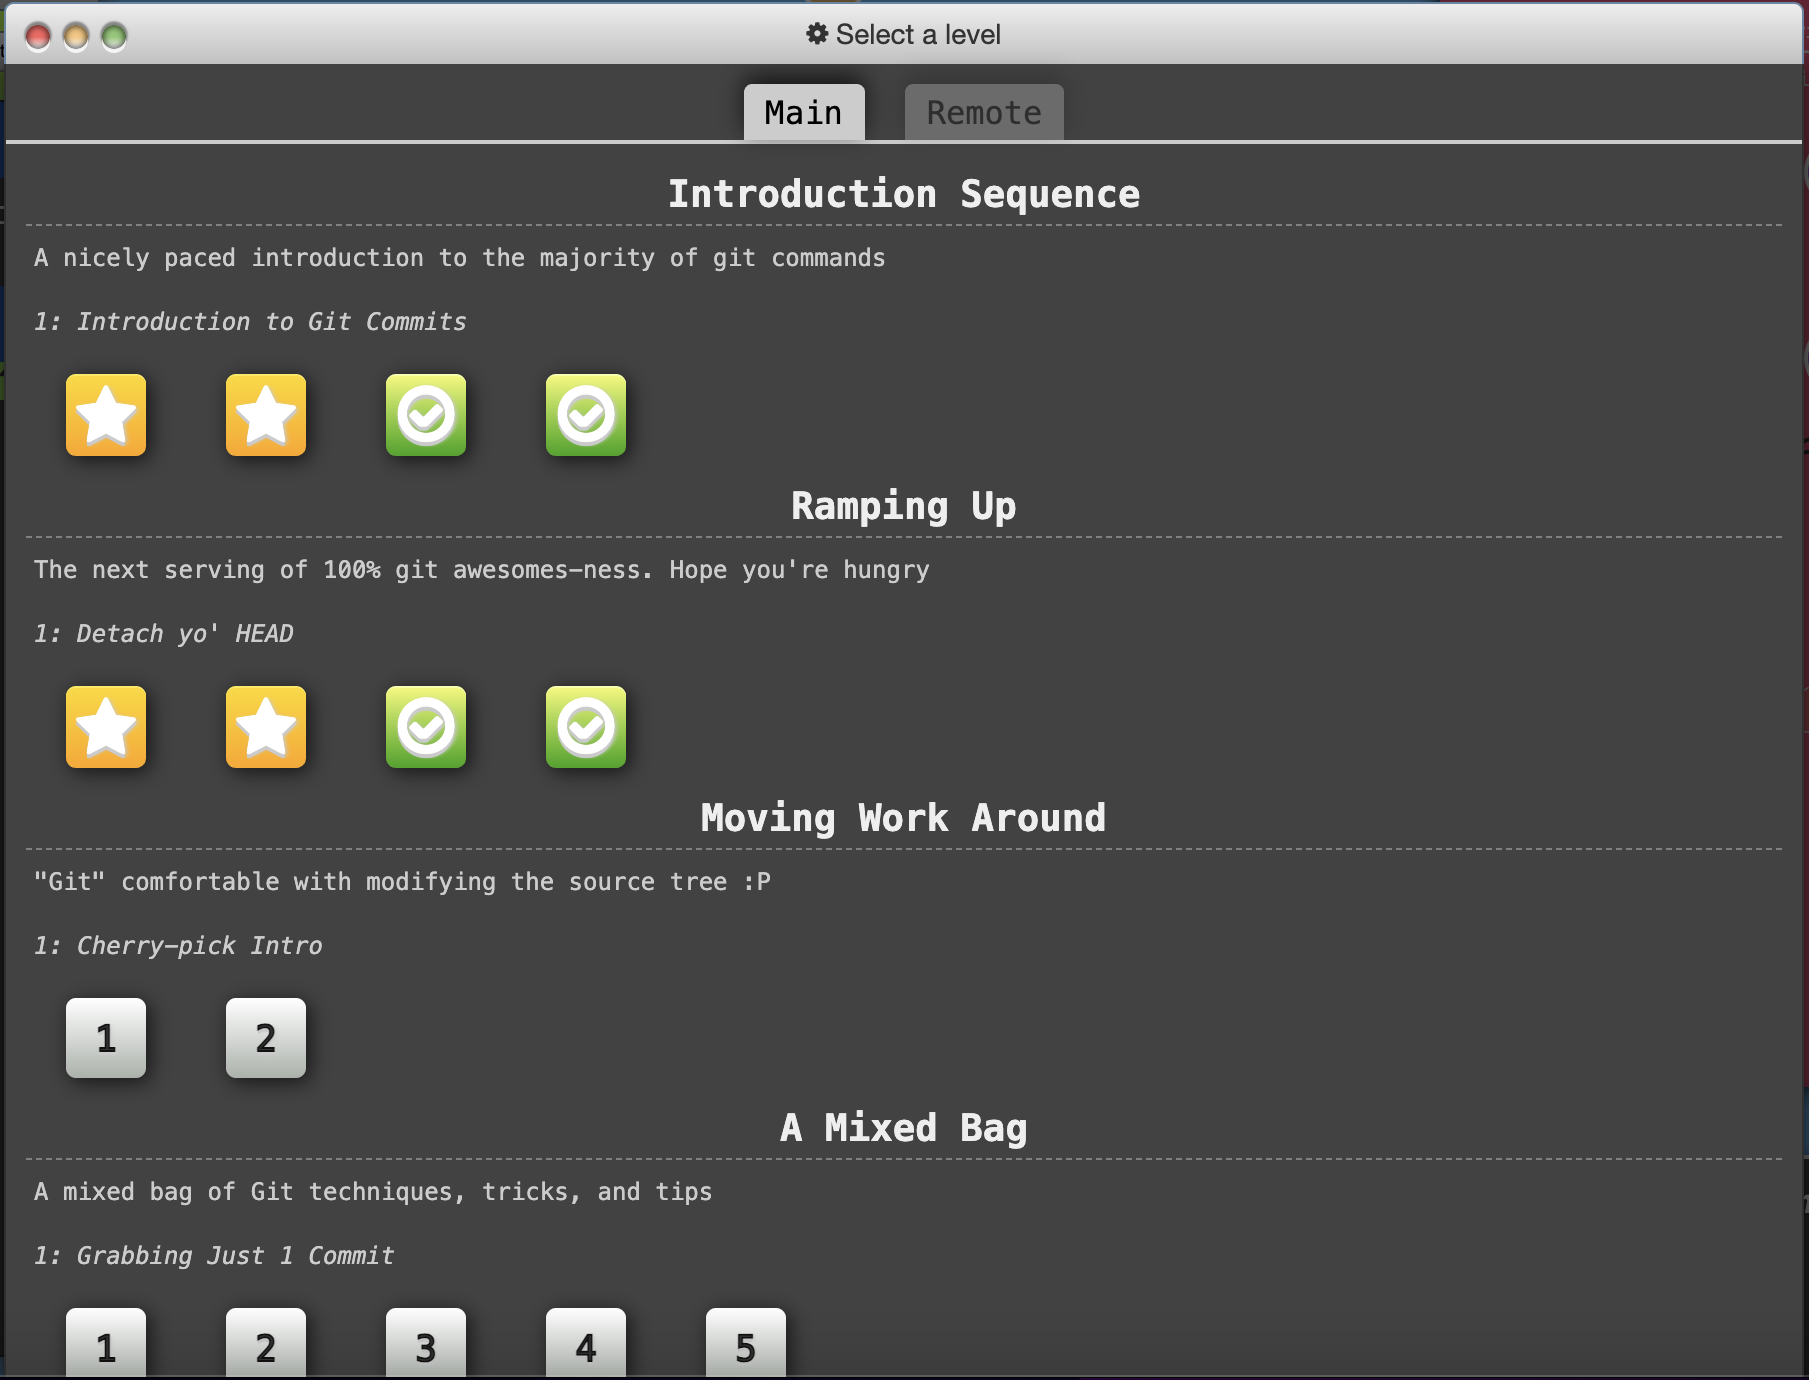 Select a level
Main Remote
Introduction Sequence
A nicely paced introduction to the majority of git commands
1: Introduction to Git Commits
Ramping Up
The next serving of 100% git awesomes-ness. Hope you're hungry
1: Detach yo' HEAD
Moving Work Around
"Git" comfortable with modifying the source tree :P
1: Cherry-pick Intro
1 2
A Mixed Bag
A mixed bag of Git techniques, tricks, and tips
1: Grabbing Just 1 Commit
1 2 3 4 5